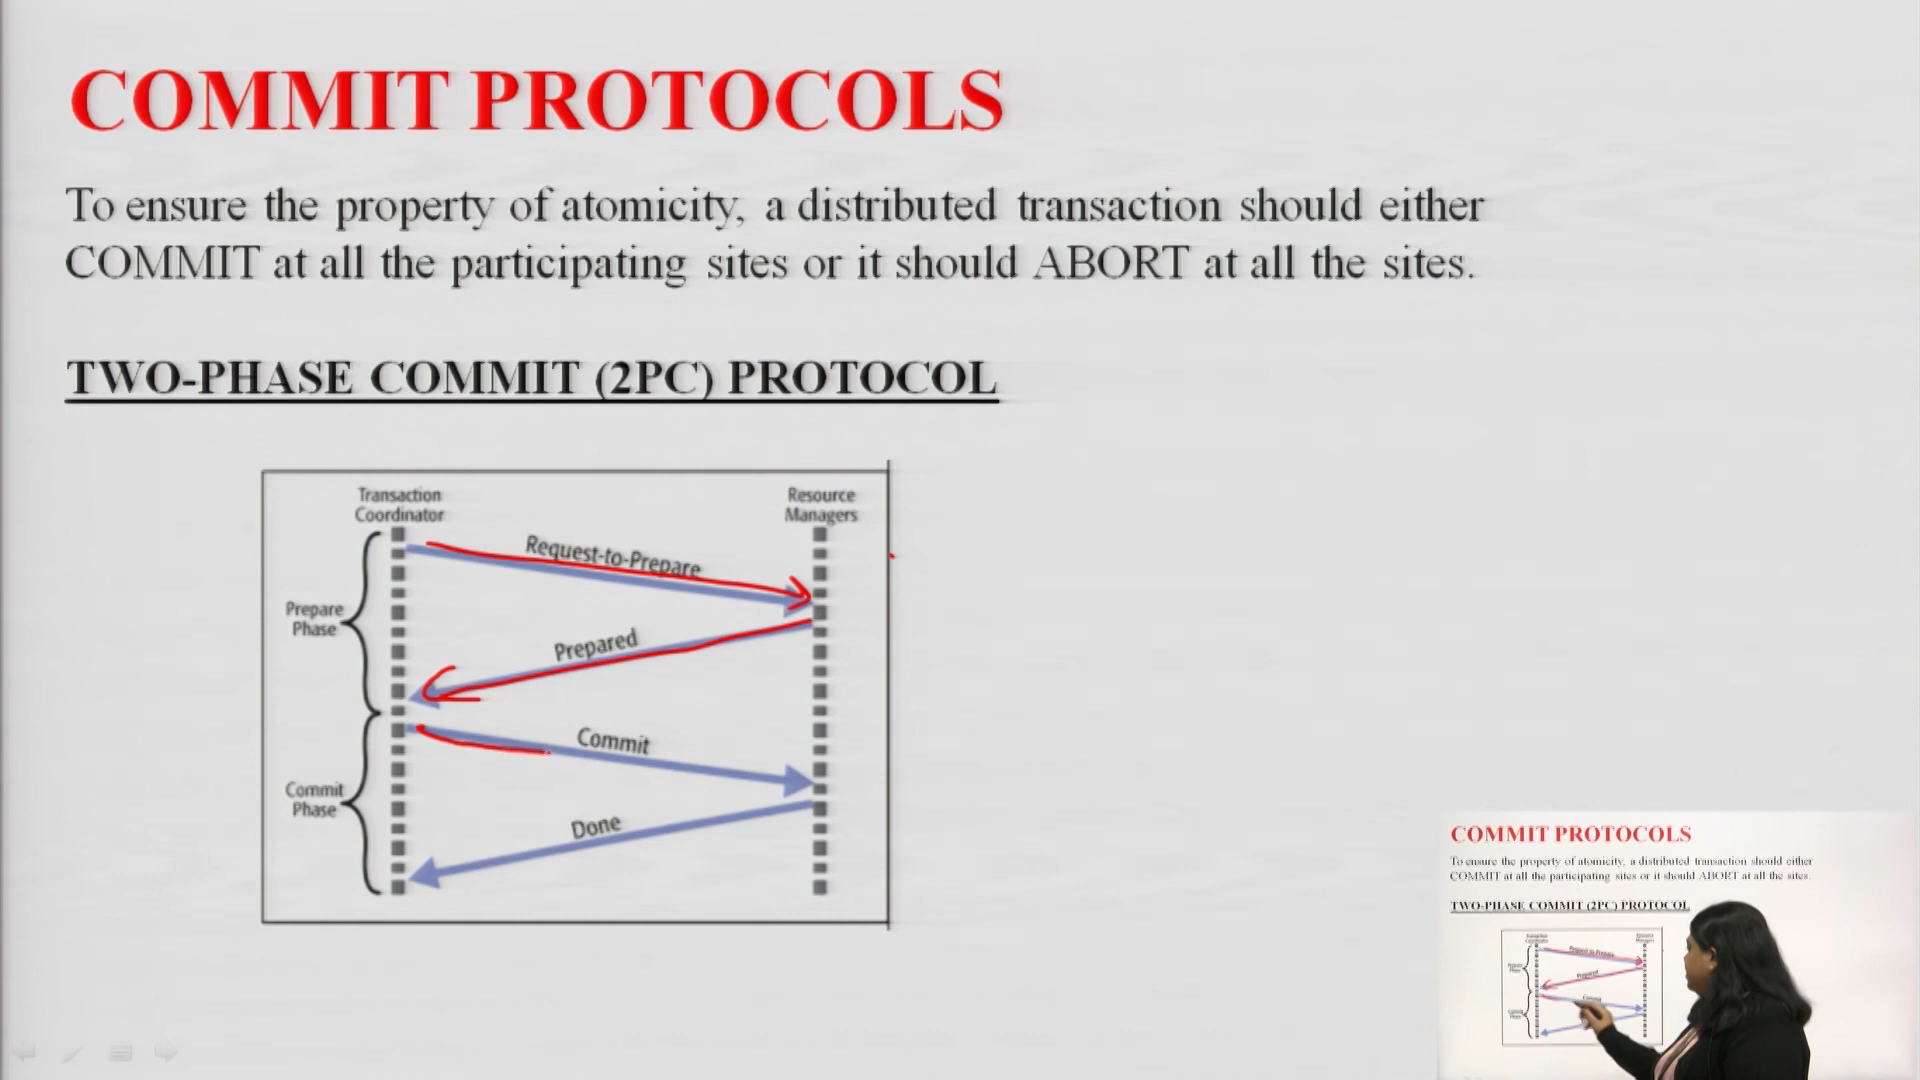 COMMIT PROTOCOLS
To ensure the property of atomicity, a distributed transaction should either
COMMIT at all the participating sites or it should ABORT at all the sites.
TWO-PHASE COMMIT (2PC) PROTOCOL
Transaction
Coordinator
Resource
Managers
Request-to-Prepare
Prepare
Phase
Prepared
Commit
Commit
Phase
Done
COMMIT PROTOCOLS
To ensure the property of atomicity, a distributed transaction should either
COMMIT at all the participating sites or it should ABORT at all the sites.
TWO-PHASE COMMIT (2PC) PROTOCOL
Request-to-Prepare
Prepared